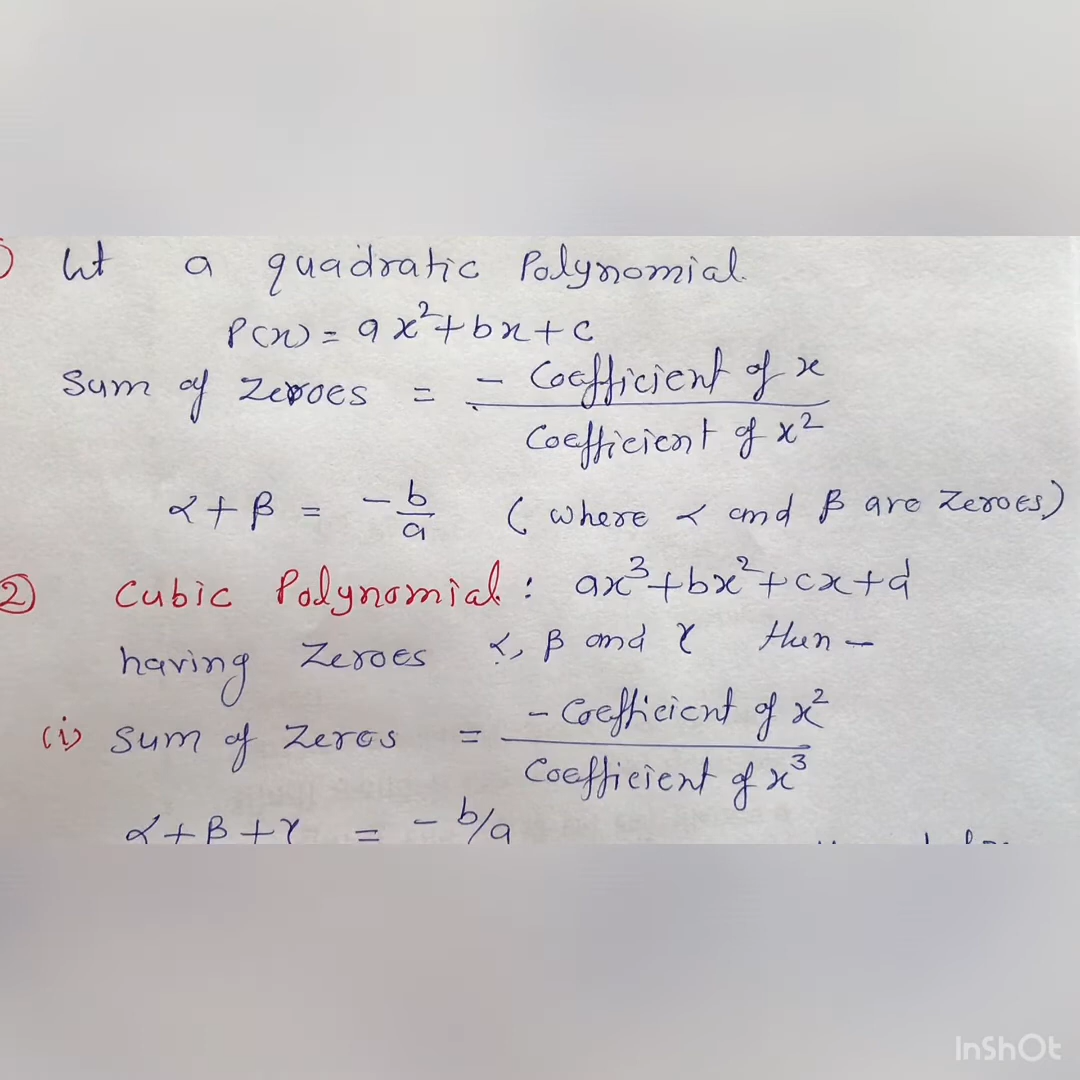 Let a quadratic Polynomial.
P(x) = ax²+bx+c
Sum of Zeroes = - Coefficient of x / Coefficient of x²
α+β = -b/a (where α and β are Zeroes)
② Cubic Polynomial: ax³+bx²+cx+d
having Zeroes α, β and γ then -
(i) Sum of Zeros = - Coefficient of x² / Coefficient of x³
α+β+γ = - b/a
InShOt